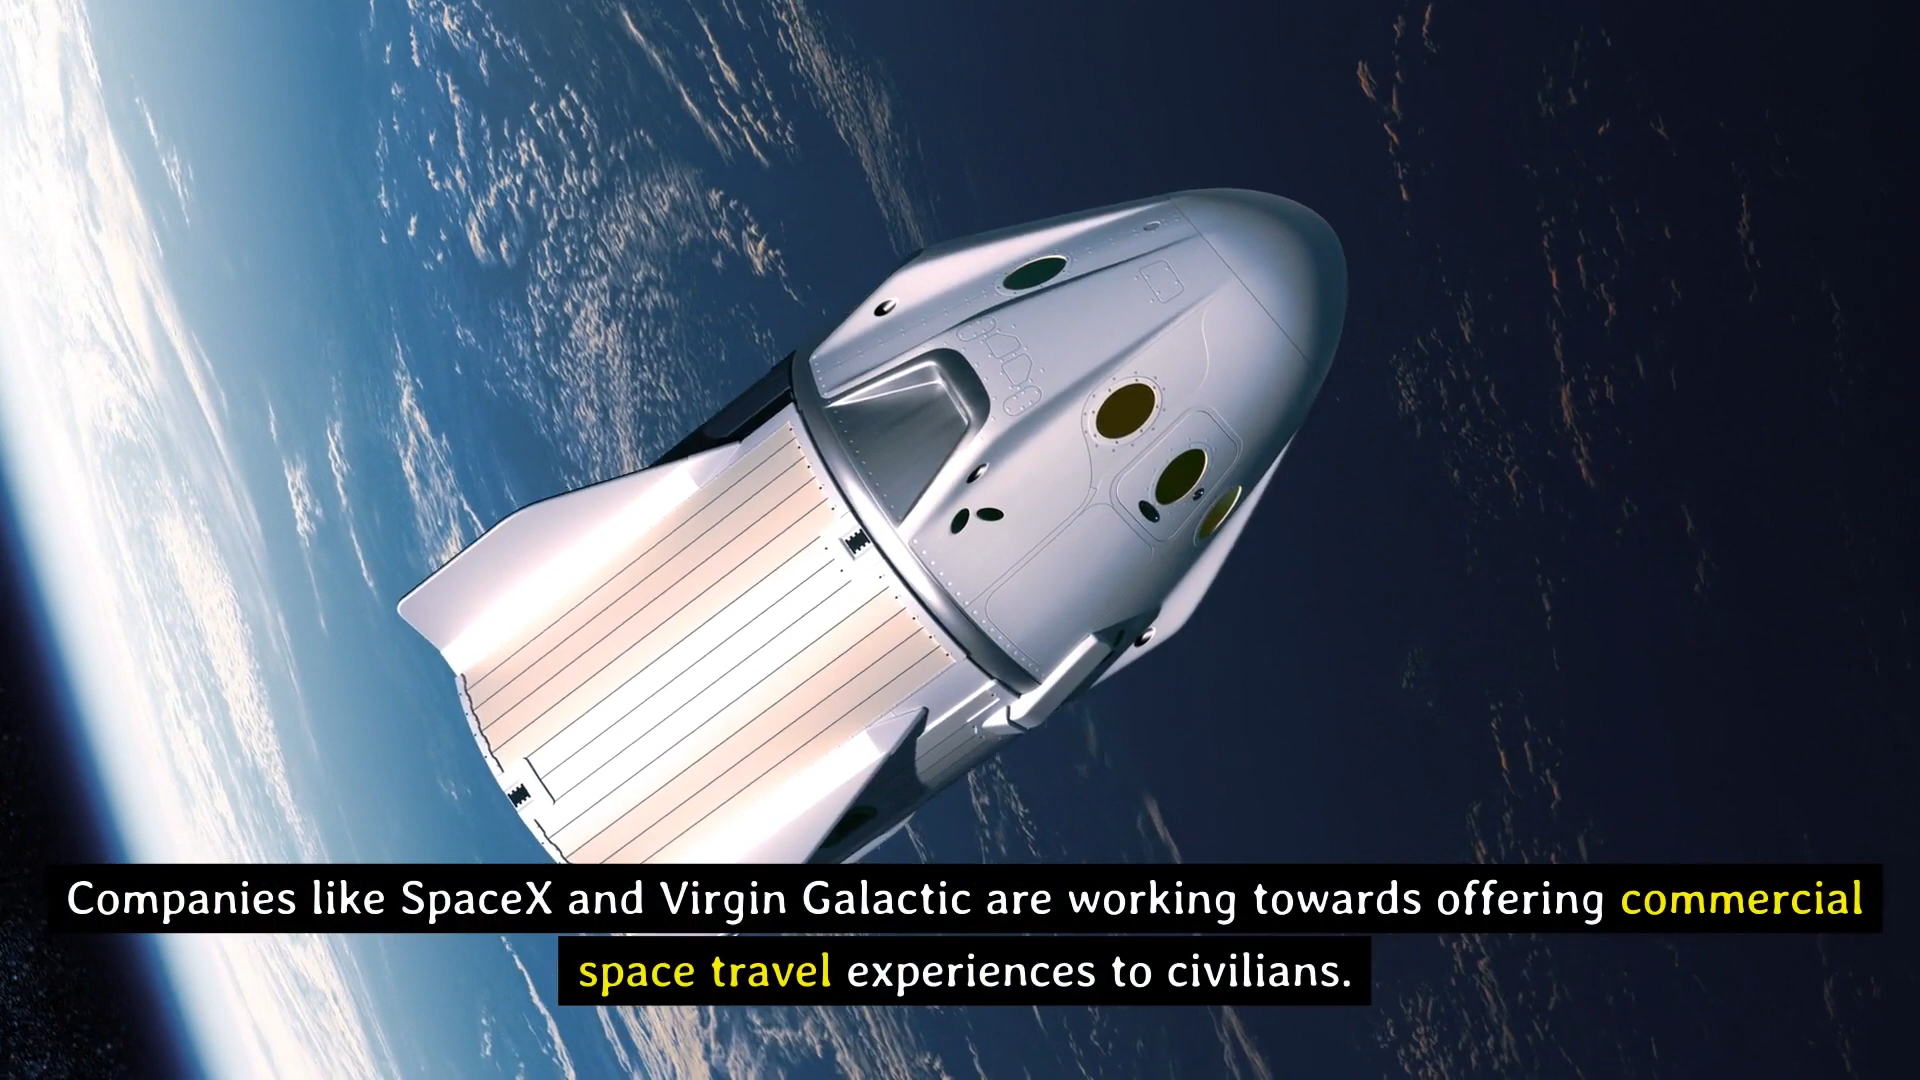 Companies like SpaceX and Virgin Galactic are working towards offering commercial
space travel experiences to civilians.